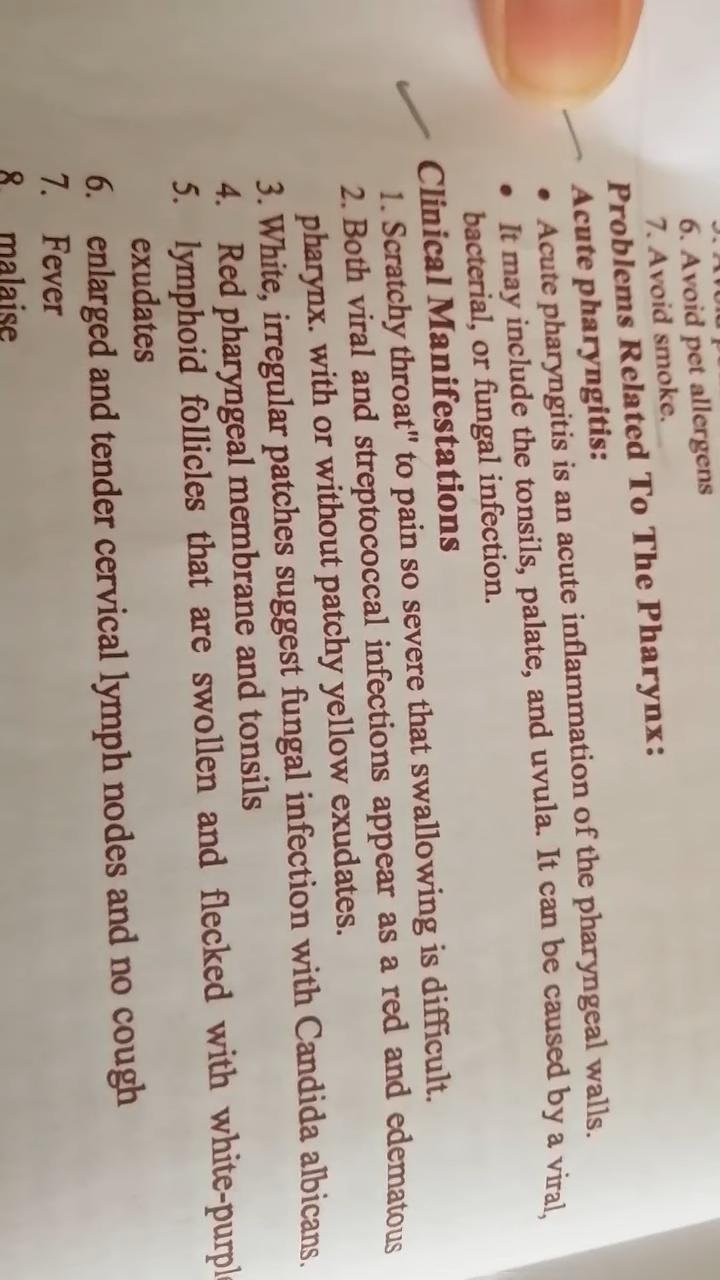 6. Avoid pet allergens
7. Avoid smoke.
Problems Related To The Pharynx:
Acute pharyngitis:
• Acute pharyngitis is an acute inflammation of the pharyngeal walls.
• It may include the tonsils, palate, and uvula. It can be caused by a viral,
bacterial, or fungal infection.
Clinical Manifestations
1. Scratchy throat" to pain so severe that swallowing is difficult.
2. Both viral and streptococcal infections appear as a red and edematous
pharynx. with or without patchy yellow exudates.
3. White, irregular patches suggest fungal infection with Candida albicans.
4. Red pharyngeal membrane and tonsils
5. lymphoid follicles that are swollen and flecked with
exudates
6. enlarged and tender cervical lymph nodes and no cough
7. Fever
8. malaise